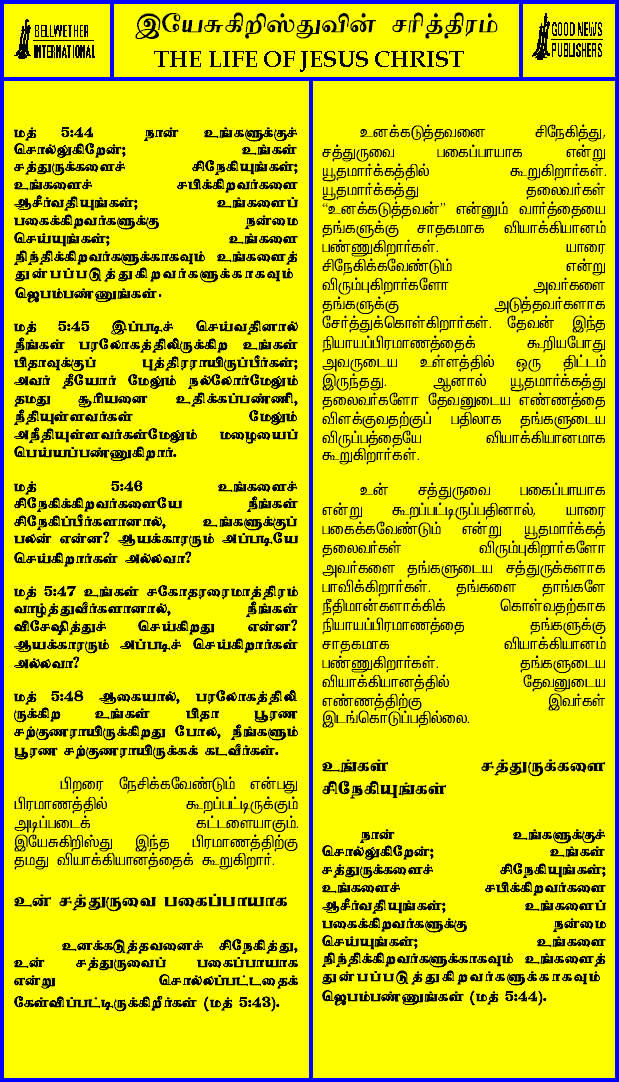 BELLWETHER
INTERNATIONAL
இயேசுகிறிஸ்துவின் சரித்திரம்
THE LIFE OF JESUS CHRIST
GOOD NEWS
PUBLISHERS
மத் 5:44 நான் உங்களுக்குச்
சொல்லுகிறேன்; உங்கள்
சத்துருக்களைச் சிநேகியுங்கள்;
உங்களைச் சபிக்கிறவர்களை
ஆசீர்வதியுங்கள்; உங்களைப்
பகைக்கிறவர்களுக்கு நன்மை
செய்யுங்கள்; உங்களை
நிந்திக்கிறவர்களுக்காகவும் உங்களைத்
துன்பப்படுத்துகிறவர்களுக்காகவும்
ஜெபம்பண்ணுங்கள்.
மத் 5:45 இப்படிச் செய்வதினால்
நீங்கள் பரலோகத்திலிருக்கிற உங்கள்
பிதாவுக்குப் புத்திரராயிருப்பீர்கள்;
அவர் தீயோர் மேலும் நல்லோர்மேலும்
தமது சூரியனை உதிக்கப்பண்ணி,
நீதியுள்ளவர்கள் மேலும்
அநீதியுள்ளவர்கள்மேலும் மழையைப்
பெய்யப்பண்ணுகிறார்.
மத் 5:46 உங்களைச்
சிநேகிக்கிறவர்களையே நீங்கள்
சிநேகிப்பீர்களானால், உங்களுக்குப்
பலன் என்ன? ஆயக்காரரும் அப்படியே
செய்கிறார்கள் அல்லவா?
மத் 5:47 உங்கள் சகோதரரைமாத்திரம்
வாழ்த்துவீர்களானால், நீங்கள்
விசேஷித்துச் செய்கிறது என்ன?
ஆயக்காரரும் அப்படிச் செய்கிறார்கள்
அல்லவா?
மத் 5:48 ஆகையால், பரலோகத்திலி
ருக்கிற உங்கள் பிதா பூரண
சற்குணராயிருக்கிறது போல, நீங்களும்
பூரண சற்குணராயிருக்கக் கடவீர்கள்.
பிறரை நேசிக்கவேண்டும் என்பது
பிரமாணத்தில் கூறப்பட்டிருக்கும்
அடிப்படைக் கட்டளையாகும்.
இயேசுகிறிஸ்து இந்த பிரமாணத்திற்கு
தமது வியாக்கியானத்தைக் கூறுகிறார்.
உன் சத்துருவை பகைப்பாயாக
உனக்கடுத்தவனைச் சிநேகித்து,
உன் சத்துருவைப் பகைப்பாயாக
என்று சொல்லப்பட்டதைக்
கேள்விப்பட்டிருக்கிறீர்கள் (மத் 5:43).
உனக்கடுத்தவனை சிநேகித்து,
சத்துருவை பகைப்பாயாக என்று
யூதமார்க்கத்தில் கூறுகிறார்கள்.
யூதமார்க்கத்து தலைவர்கள்
“உனக்கடுத்தவன்” என்னும் வார்த்தையை
தங்களுக்கு சாதகமாக வியாக்கியானம்
பண்ணுகிறார்கள். யாரை
சிநேகிக்கவேண்டும் என்று
விரும்புகிறார்களோ அவர்களை
தங்களுக்கு அடுத்தவர்களாக
சேர்த்துக்கொள்கிறார்கள். தேவன் இந்த
நியாயப்பிரமாணத்தைக் கூறியபோது
அவருடைய உள்ளத்தில் ஒரு திட்டம்
இருந்தது. ஆனால் யூதமார்க்கத்து
தலைவர்களோ தேவனுடைய எண்ணத்தை
விளக்குவதற்குப் பதிலாக தங்களுடைய
விருப்பத்தையே வியாக்கியானமாக
கூறுகிறார்கள்.
உன் சத்துருவை பகைப்பாயாக
என்று கூறப்பட்டிருப்பதினால், யாரை
பகைக்கவேண்டும் என்று யூதமார்க்கத்
தலைவர்கள் விரும்புகிறார்களோ
அவர்களை தங்களுடைய சத்துருக்களாக
பாவிக்கிறார்கள். தங்களை தாங்களே
நீதிமான்களாக்கிக் கொள்வதற்காக
நியாயப்பிரமாணத்தை தங்களுக்கு
சாதகமாக வியாக்கியானம்
பண்ணுகிறார்கள். தங்களுடைய
வியாக்கியானத்தில் தேவனுடைய
எண்ணத்திற்கு இவர்கள்
இடங்கொடுப்பதில்லை.
உங்கள் சத்துருக்களை
சிநேகியுங்கள்
நான் உங்களுக்குச்
சொல்லுகிறேன்; உங்கள்
சத்துருக்களைச் சிநேகியுங்கள்;
உங்களைச் சபிக்கிறவர்களை
ஆசீர்வதியுங்கள்; உங்களைப்
பகைக்கிறவர்களுக்கு நன்மை
செய்யுங்கள்; உங்களை
நிந்திக்கிறவர்களுக்காகவும் உங்களைத்
துன்பப்படுத்துகிறவர்களுக்காகவும்
ஜெபம்பண்ணுங்கள் (மத் 5:44).